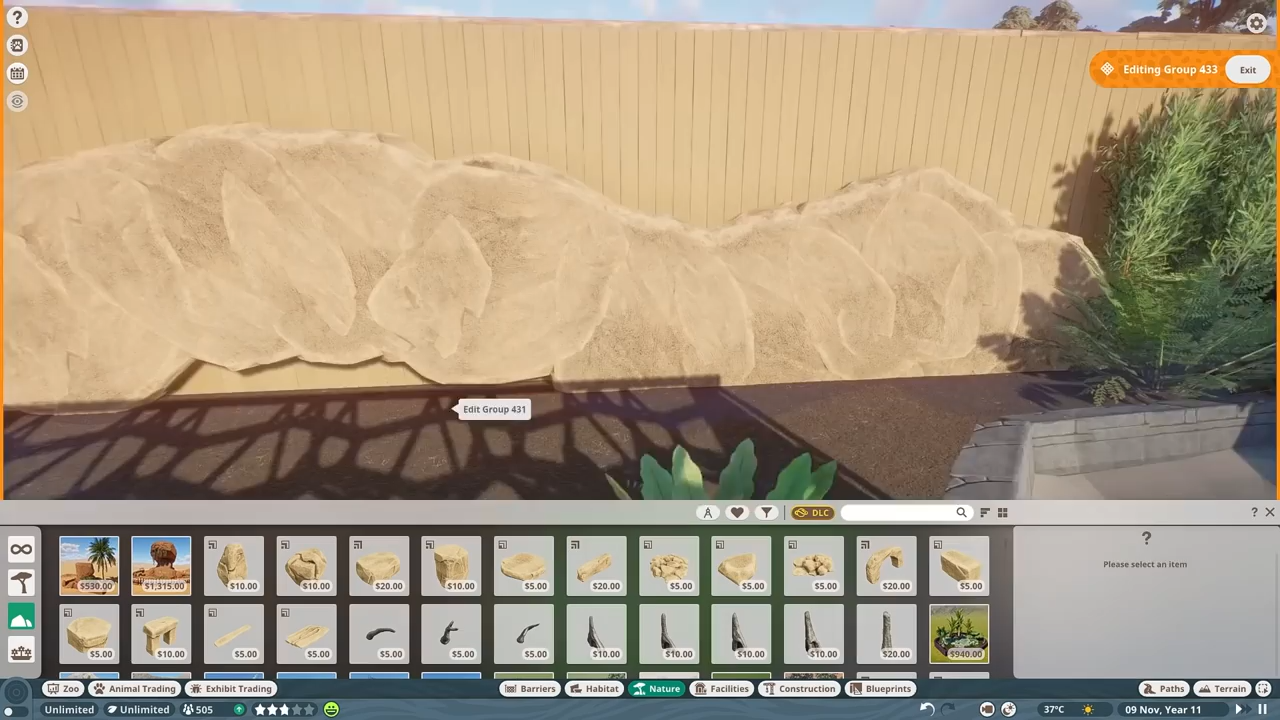 ?
Editing Group 433
Exit
Edit Group 431
DLC
?
$530.00
$1,315.00
$10.00
$10.00
$20.00
$10.00
$5.00
$20.00
$5.00
$5.00
$5.00
$20.00
$5.00
?
Please select an item
$5.00
$10.00
$5.00
$5.00
$5.00
$5.00
$5.00
$10.00
$10.00
$10.00
$10.00
$20.00
$940.00
Zoo
Animal Trading
Exhibit Trading
Barriers
Habitat
Nature
Facilities
Construction
Blueprints
Paths
Terrain
Unlimited
Unlimited
505
37°C
09 Nov, Year 11